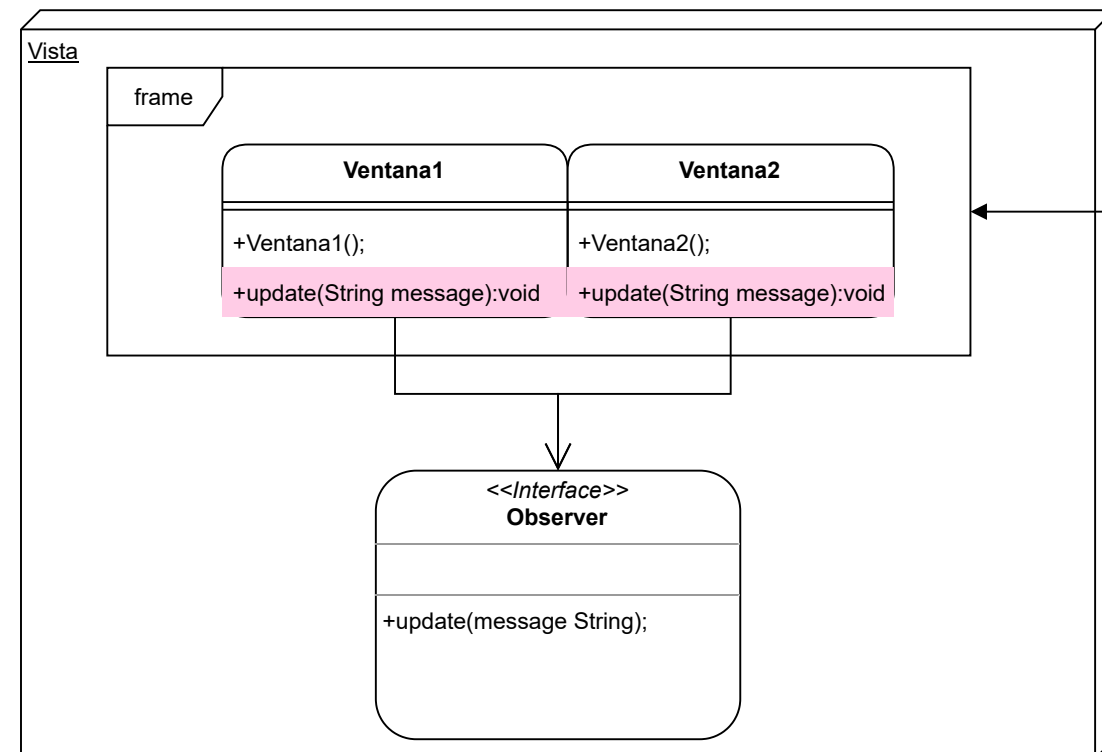 Vista
frame
Ventana1
+Ventana1();
+update(String message):void
Ventana2
+Ventana2();
+update(String message):void
<<Interface>>
Observer
+update(message String);